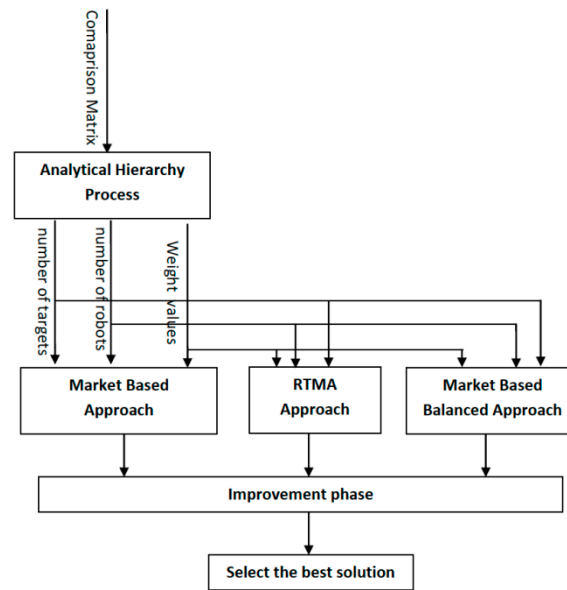 Comaprison Matrix
Analytical Hierarchy
Process
number of targets
number of robots
Weight values
Market Based
Approach
RTMA
Approach
Market Based
Balanced Approach
Improvement phase
Select the best solution